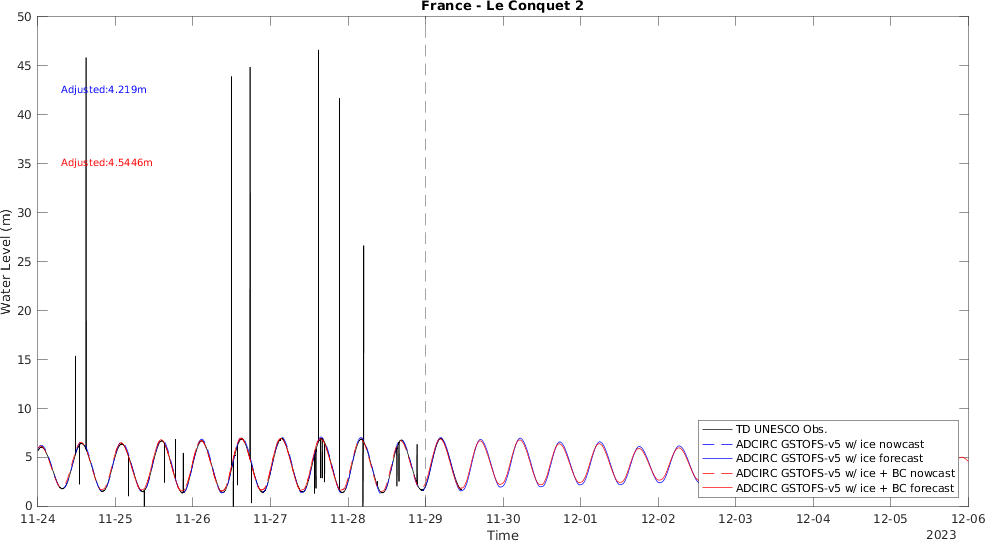 France - Le Conquet 2
50
45
40
35
30
25
20
15
10
5
0
Water Level (m)
Adjusted:4.219m
Adjusted:4.5446m
TD UNESCO Obs.
ADCIRC GSTOFS-v5 w/ ice nowcast
ADCIRC GSTOFS-v5 w/ ice forecast
ADCIRC GSTOFS-v5 w/ ice + BC nowcast
ADCIRC GSTOFS-v5 w/ ice + BC forecast
11-24 11-25 11-26 11-27 11-28 11-29 11-30 12-01 12-02 12-03 12-04 12-05 12-06
Time
2023